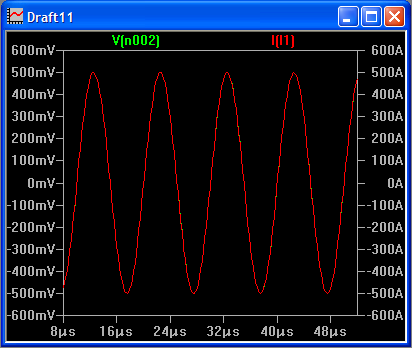 Draft11
V(n002) I(I1)
600mV 600A
500mV 500A
400mV 400A
300mV 300A
200mV 200A
100mV 100A
0mV 0A
-100mV -100A
-200mV -200A
-300mV -300A
-400mV -400A
-500mV -500A
-600mV -600A
8µs 16µs 24µs 32µs 40µs 48µs